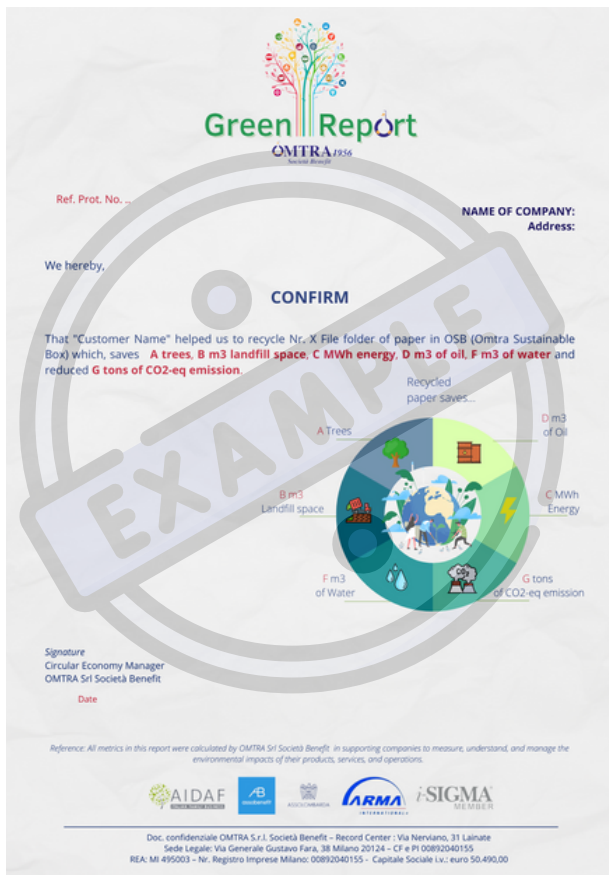 Green Report
OMTRA 1956
Società Benefit
Ref. Prot. No. ..
NAME OF COMPANY:
Address:
We hereby,
CONFIRM
That "Customer Name" helped us to recycle Nr. X File folder of paper in OSB (Omtra Sustainable
Box) which, saves A trees, B m3 landfill space, C MWh energy, D m3 of oil, F m3 of water and
reduced G tons of CO2-eq emission.
Recycled
paper saves...
A Trees
D m3
of Oil
B m3
Landfill space
C MWh
Energy
CO2
F m3
of Water
G tons
of CO2-eq emission
EXAMPLE
Signature
Circular Economy Manager
OMTRA Srl Società Benefit
Date
Reference: All metrics in this report were calculated by OMTRA Srl Società Benefit in supporting companies to measure, understand, and manage the
environmental impacts of their products, services, and operations.
AIDAF
ITALIAN FAMILY BUSINESS
AB
assobenefit
ASSOLOMBARDA
ARMA
INTERNATIONAL
i-SIGMA
MEMBER
Doc. confidenziale OMTRA S.r.l. Società Benefit – Record Center : Via Nerviano, 31 Lainate
Sede Legale: Via Generale Gustavo Fara, 38 Milano 20124 – CF e PI 00892040155
REA: MI 495003 – Nr. Registro Imprese Milano: 00892040155 - Capitale Sociale i.v.: euro 50.490,00